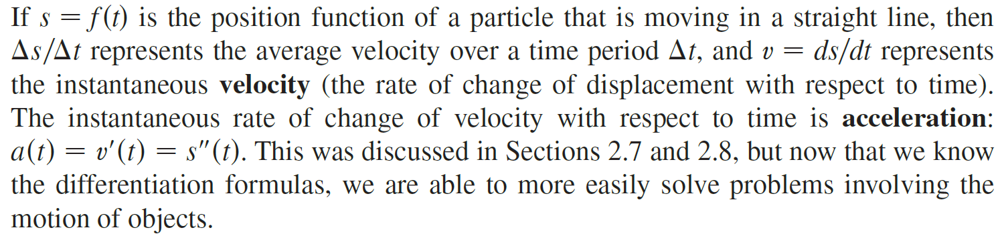 If s = f(t) is the position function of a particle that is moving in a straight line, then
Δs/Δt represents the average velocity over a time period Δt, and v = ds/dt represents
the instantaneous velocity (the rate of change of displacement with respect to time).
The instantaneous rate of change of velocity with respect to time is acceleration:
a(t) = v′(t) = s″(t). This was discussed in Sections 2.7 and 2.8, but now that we know
the differentiation formulas, we are able to more easily solve problems involving the
motion of objects.